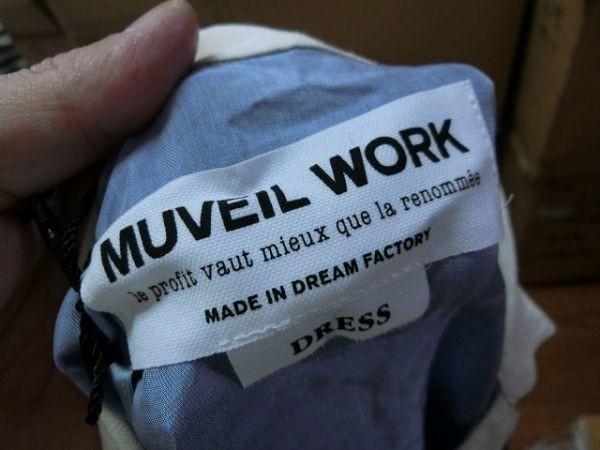 MUVEIL WORK
le profit vaut mieux que la renommée
MADE IN DREAM FACTORY
DRESS